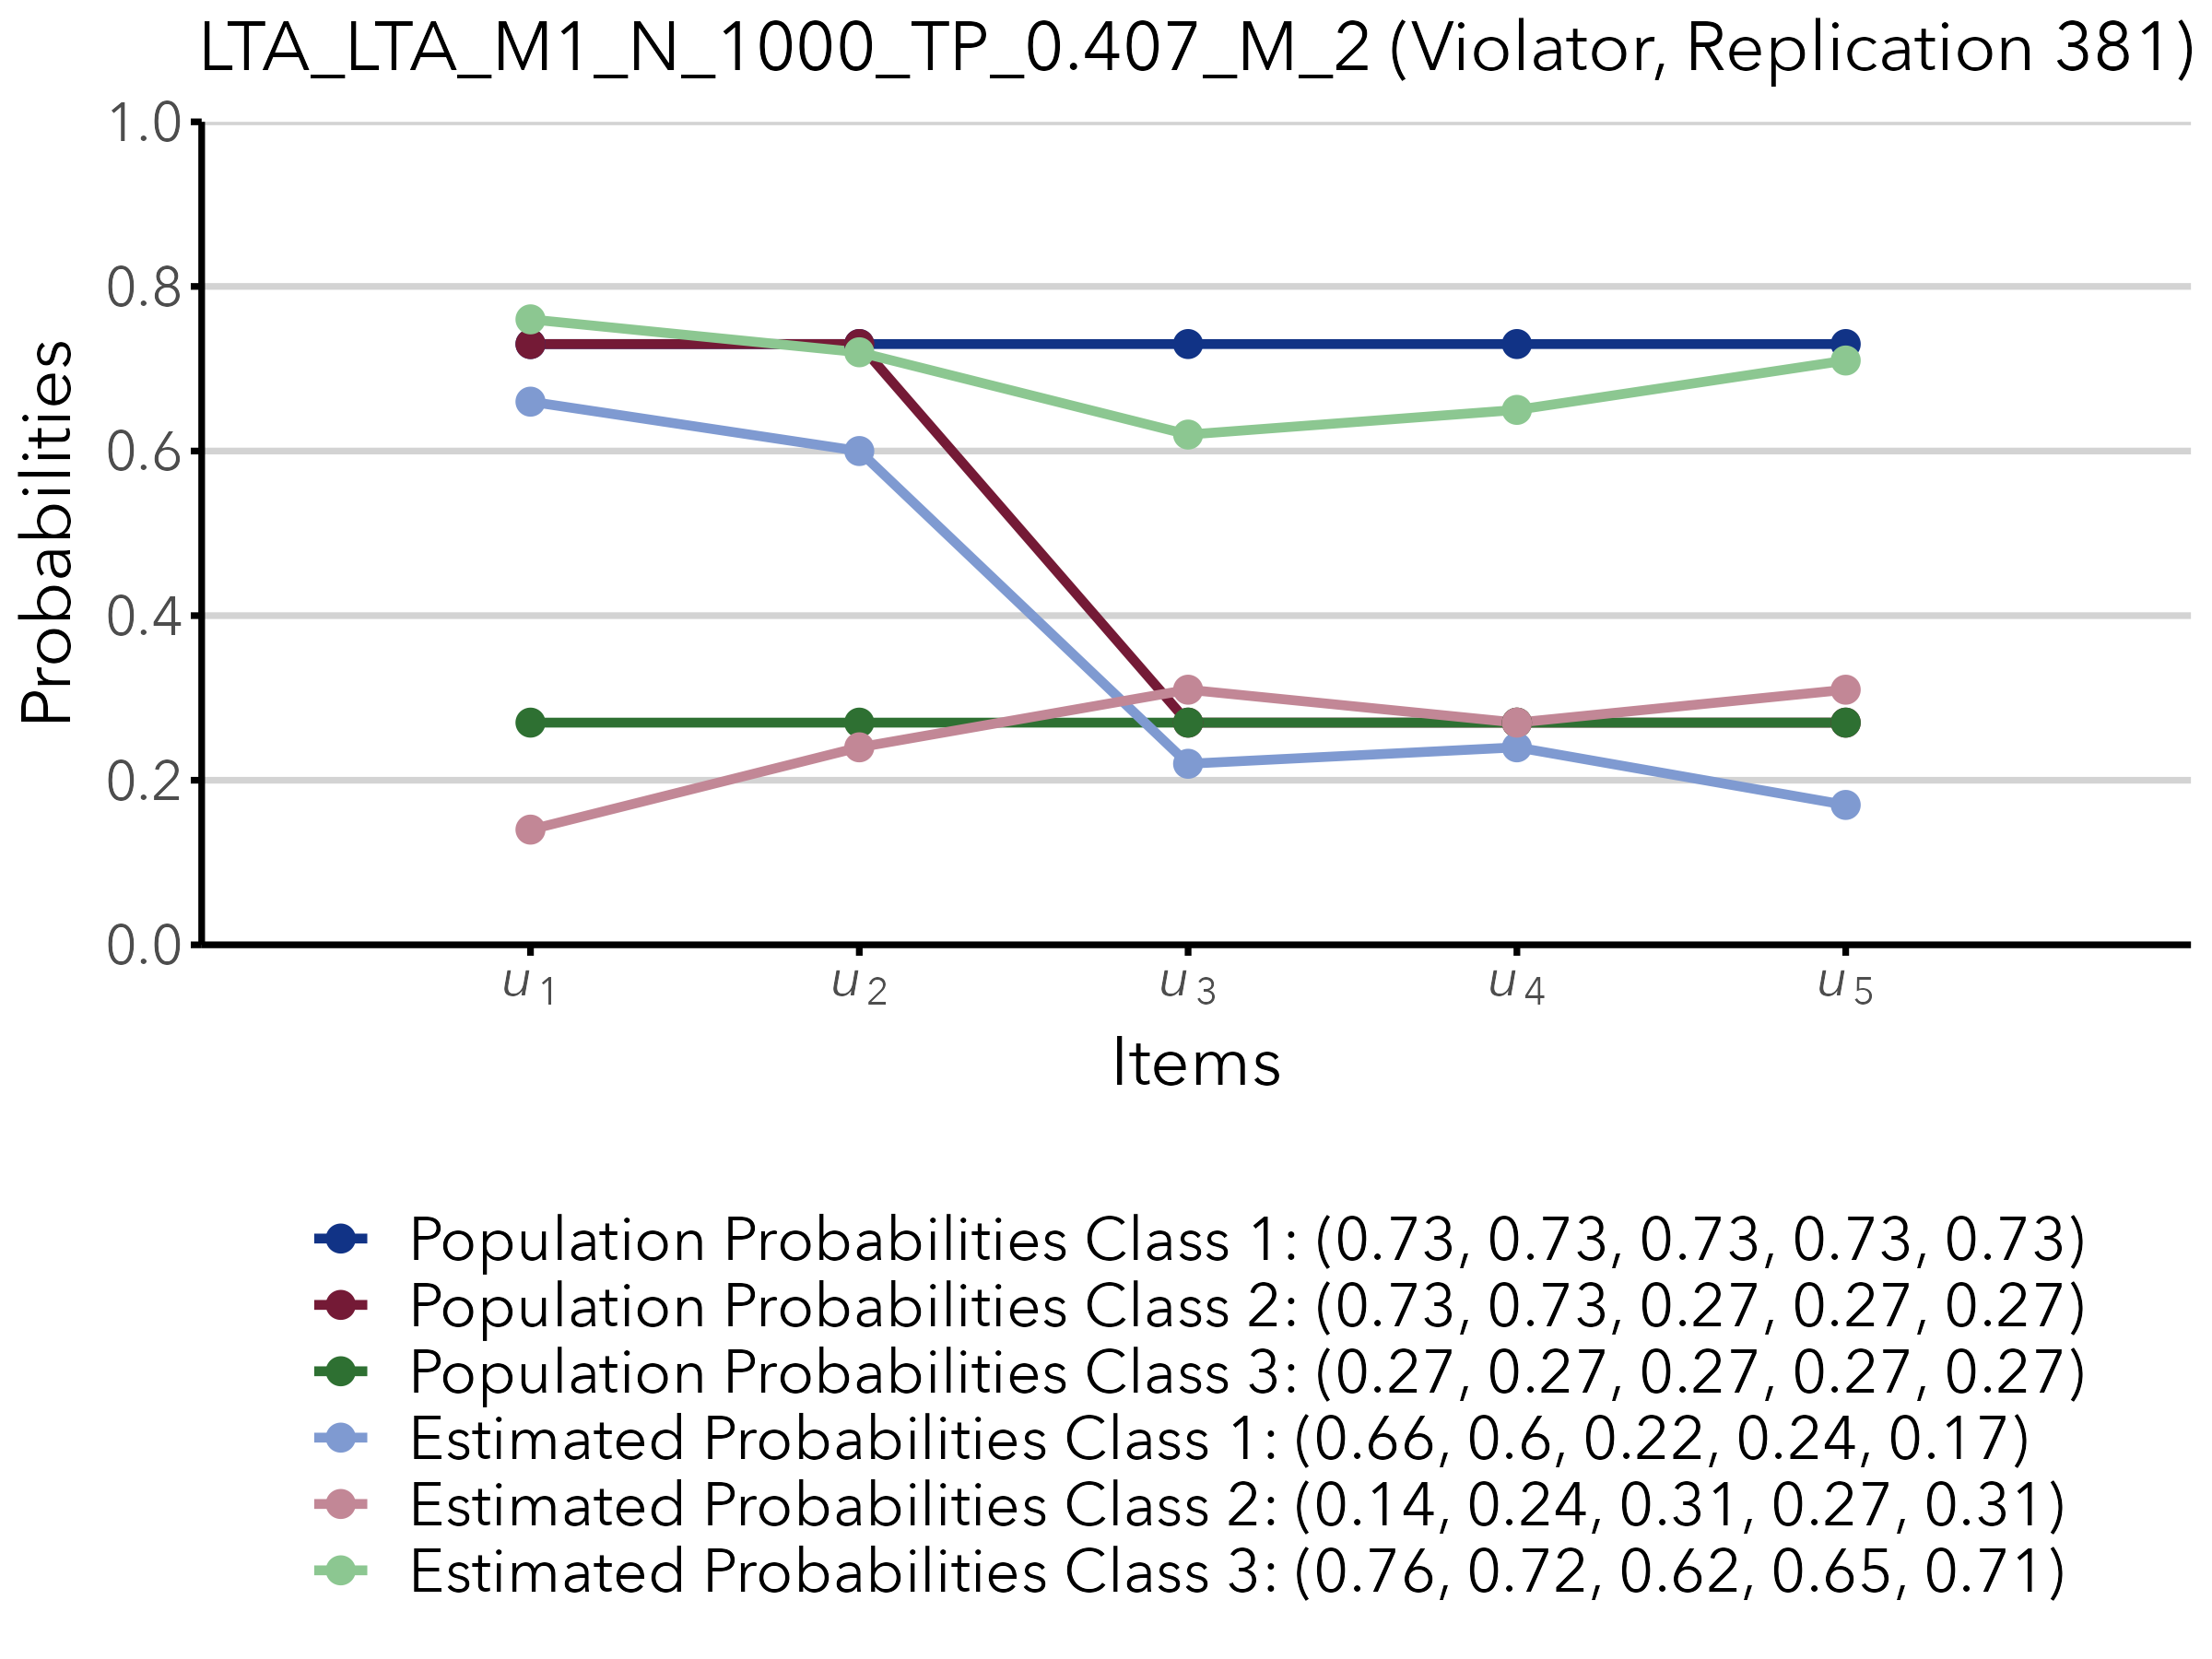 LTA_LTA_M1_N_1000_TP_0.407_M_2 (Violator, Replication 381)
1.0
0.8
0.6
0.4
0.2
0.0
Probabilities
u1 u2 u3 u4 u5
Items
Population Probabilities Class 1: (0.73, 0.73, 0.73, 0.73, 0.73)
Population Probabilities Class 2: (0.73, 0.73, 0.27, 0.27, 0.27)
Population Probabilities Class 3: (0.27, 0.27, 0.27, 0.27, 0.27)
Estimated Probabilities Class 1: (0.66, 0.6, 0.22, 0.24, 0.17)
Estimated Probabilities Class 2: (0.14, 0.24, 0.31, 0.27, 0.31)
Estimated Probabilities Class 3: (0.76, 0.72, 0.62, 0.65, 0.71)